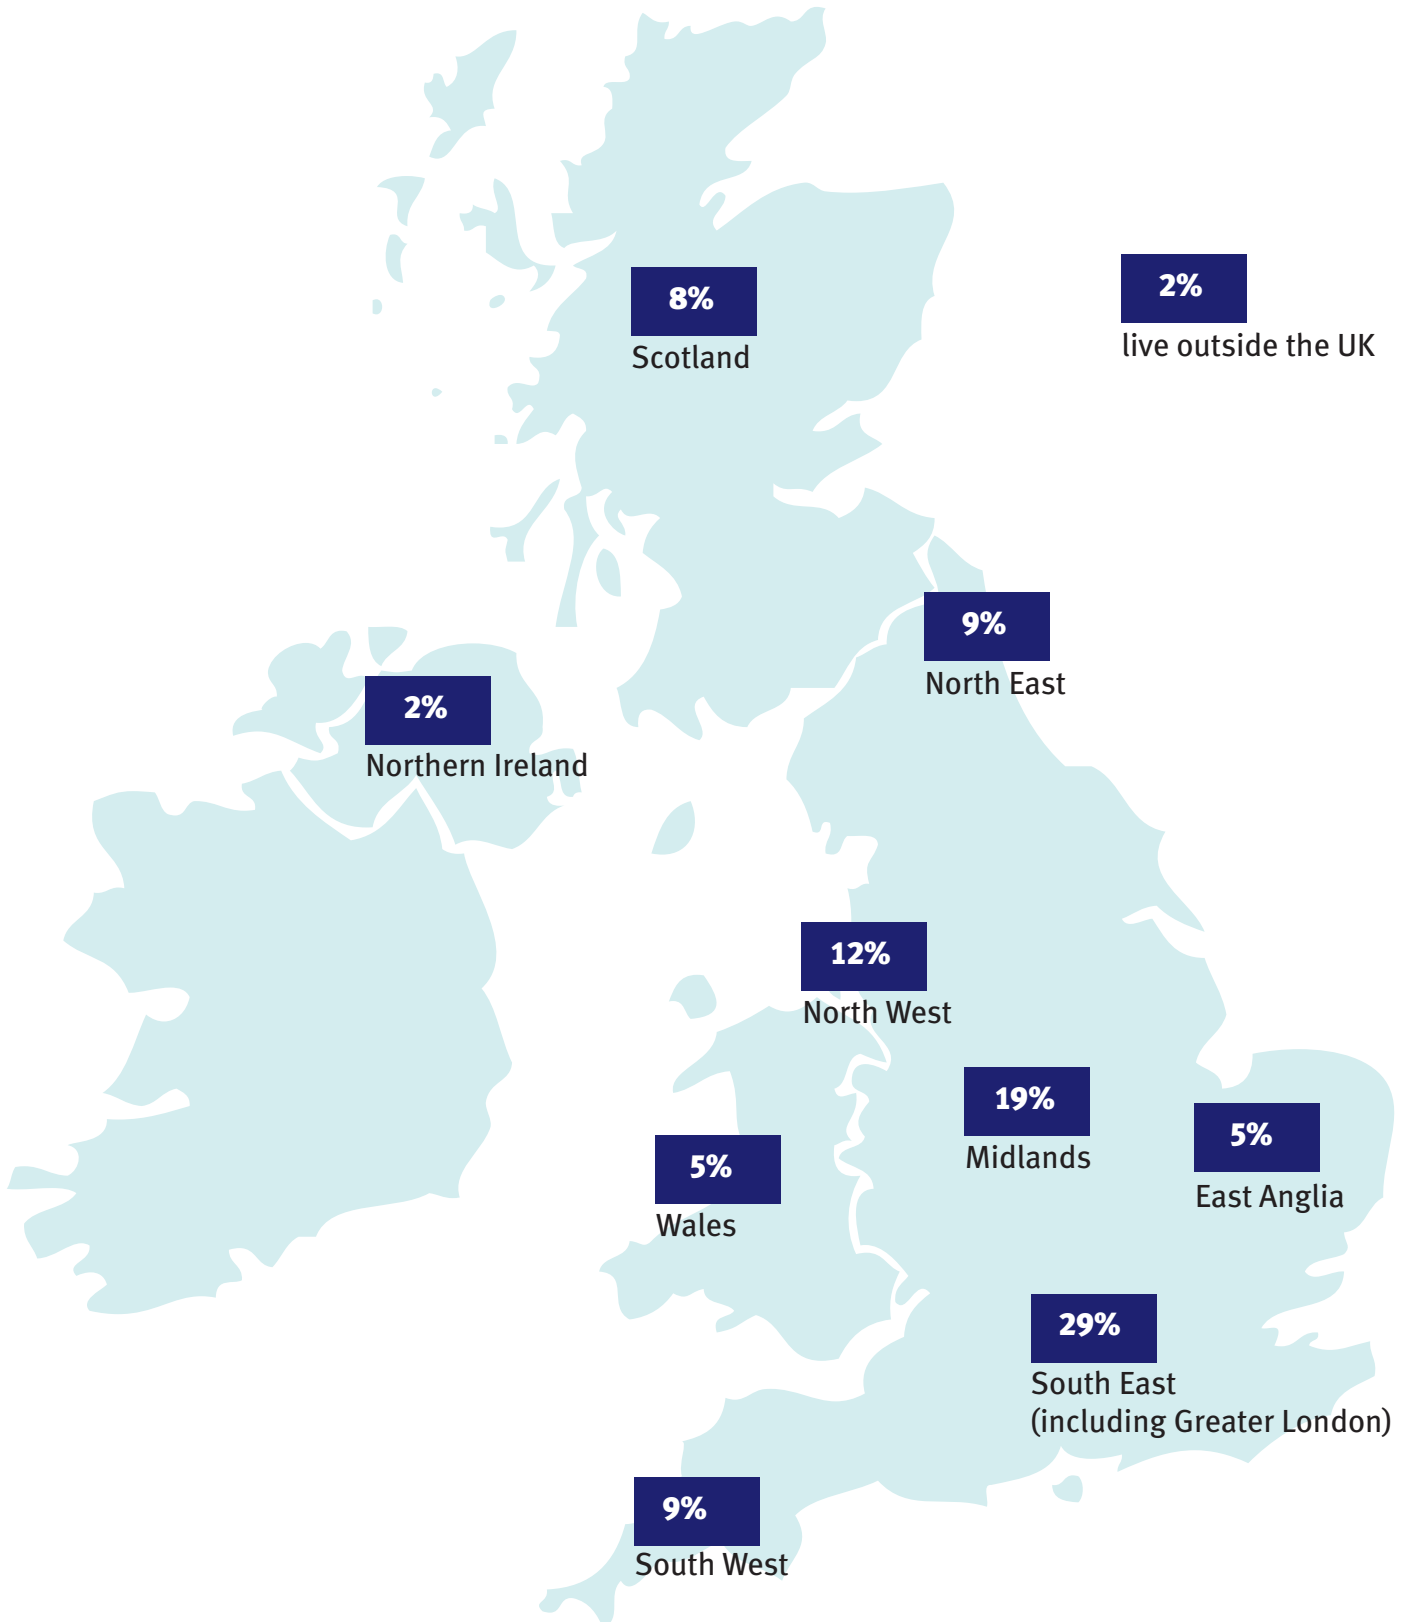 8%
Scotland
2%
live outside the UK
9%
North East
2%
Northern Ireland
12%
North West
19%
Midlands
5%
East Anglia
5%
Wales
29%
South East
(including Greater London)
9%
South West